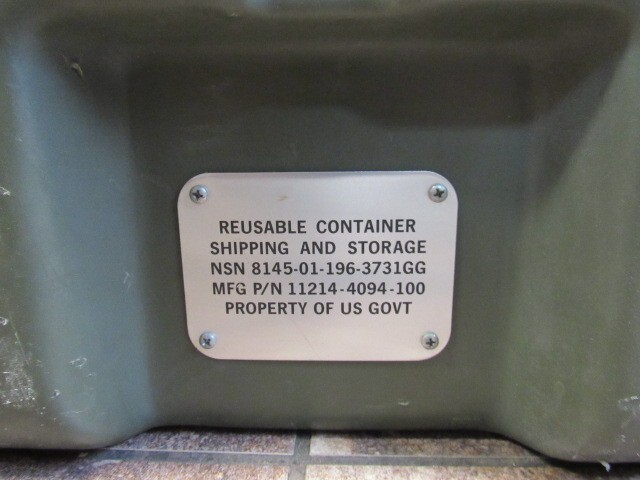 REUSABLE CONTAINER
SHIPPING AND STORAGE
NSN 8145-01-196-3731GG
MFG P/N 11214-4094-100
PROPERTY OF US GOVT